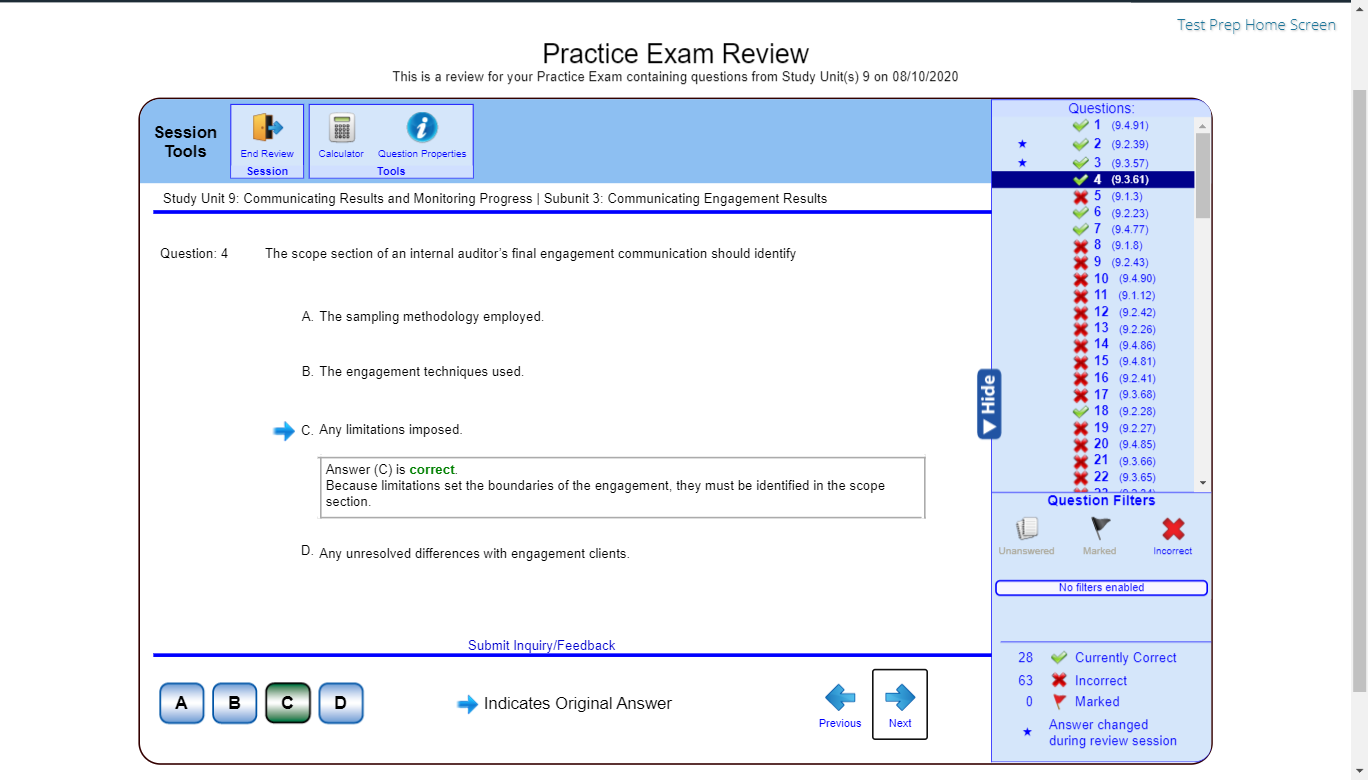 Test Prep Home Screen
Practice Exam Review
This is a review for your Practice Exam containing questions from Study Unit(s) 9 on 08/10/2020
Session
Tools
End Review
Session
Calculator
Question Properties
Tools
Study Unit 9: Communicating Results and Monitoring Progress | Subunit 3: Communicating Engagement Results
Question: 4
The scope section of an internal auditor's final engagement communication should identify
A. The sampling methodology employed.
B. The engagement techniques used.
C. Any limitations imposed.
Answer (C) is correct.
Because limitations set the boundaries of the engagement, they must be identified in the scope
section.
D. Any unresolved differences with engagement clients.
Submit Inquiry/Feedback
A
B
C
D
Indicates Original Answer
Previous
Next
Hide
Questions:
1 (9.4.91)
2 (9.2.39)
3 (9.3.57)
4 (9.3.61)
5 (9.1.3)
6 (9.2.23)
7 (9.4.77)
8 (9.1.8)
9 (9.2.43)
10 (9.4.90)
11 (9.1.12)
12 (9.2.42)
13 (9.2.26)
14 (9.4.86)
15 (9.4.81)
16 (9.2.41)
17 (9.3.68)
18 (9.2.28)
19 (9.2.27)
20 (9.4.85)
21 (9.3.66)
22 (9.3.65)
Question Filters
Unanswered
Marked
Incorrect
No filters enabled
28 Currently Correct
63 Incorrect
0 Marked
Answer changed
during review session